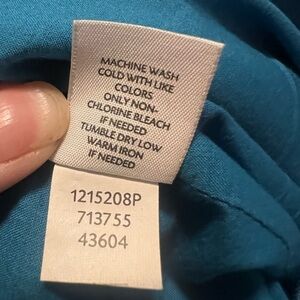 MACHINE WASH
COLD WITH LIKE
COLORS
ONLY NON-
CHLORINE BLEACH
IF NEEDED
TUMBLE DRY LOW
WARM IRON
IF NEEDED
1215208P
713755
43604